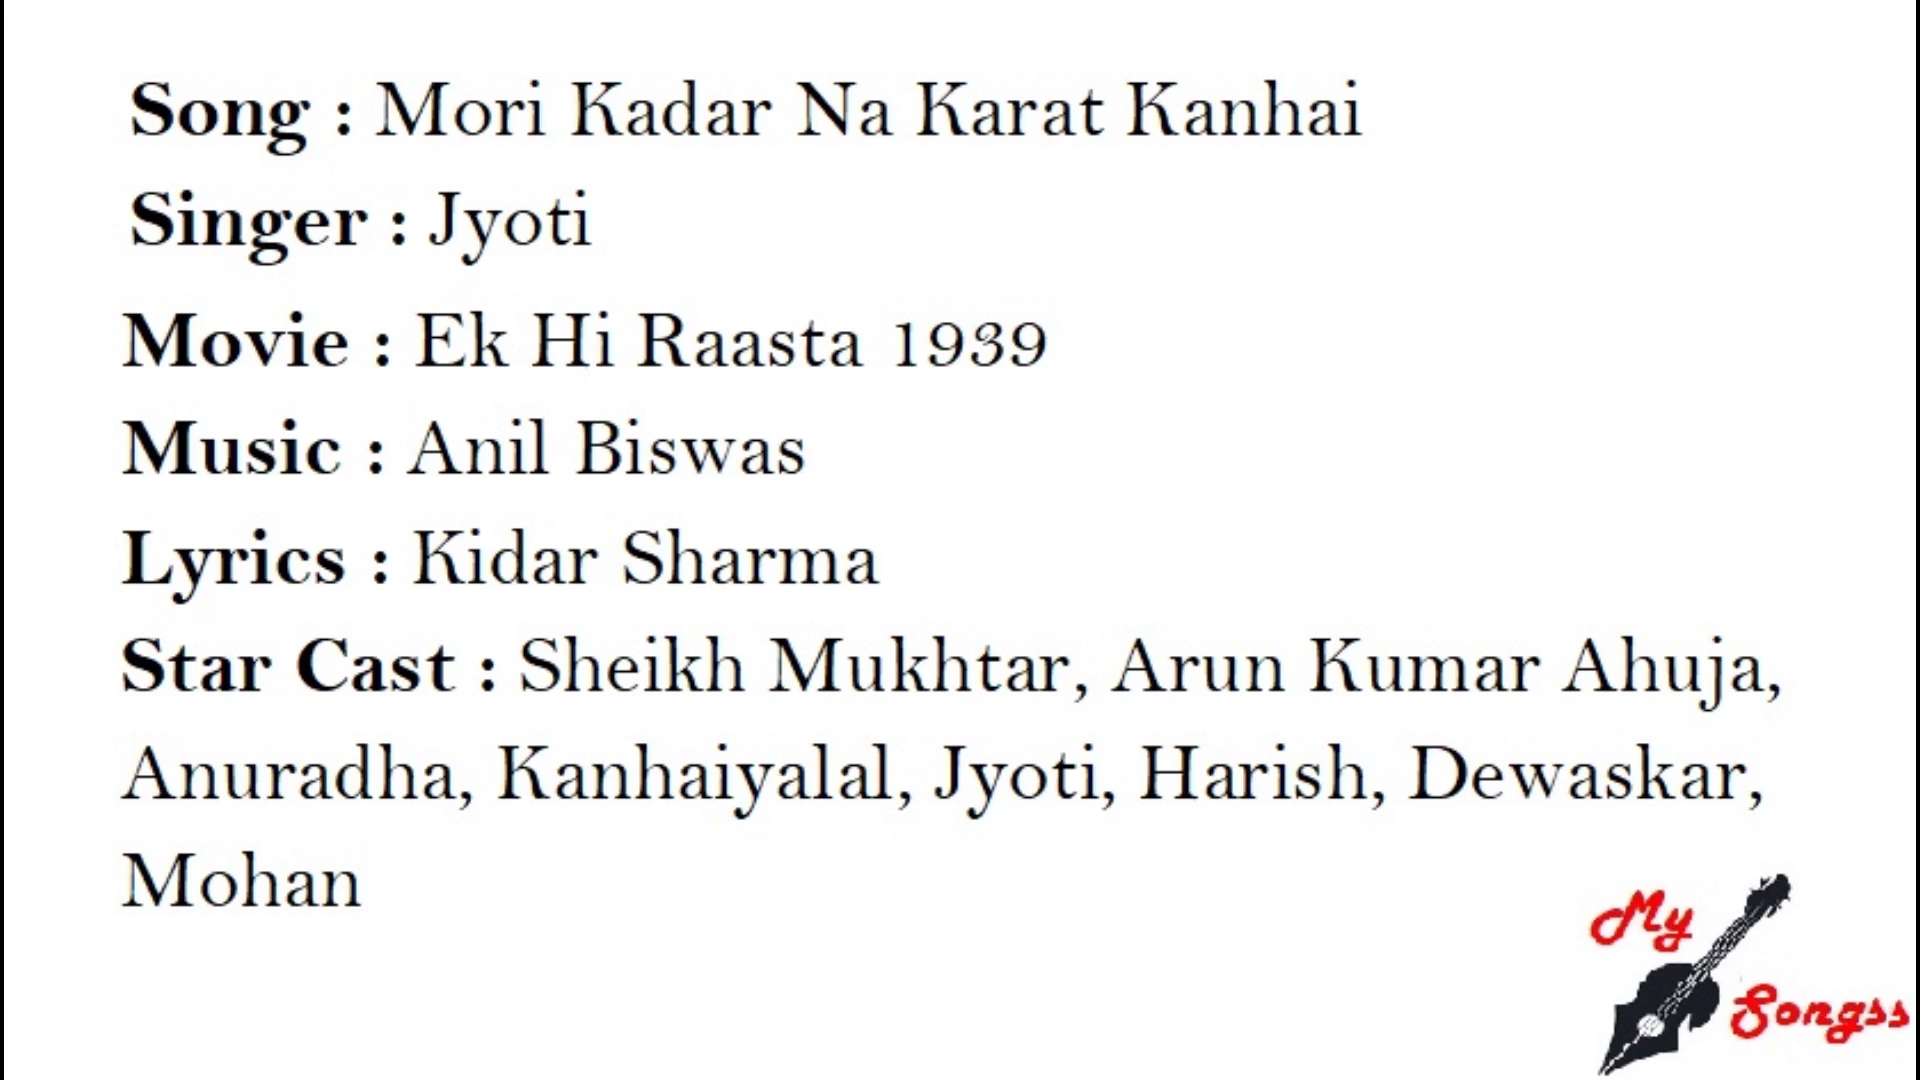 Song : Mori Kadar Na Karat Kanhai
Singer : Jyoti
Movie : Ek Hi Raasta 1939
Music : Anil Biswas
Lyrics : Kidar Sharma
Star Cast : Sheikh Mukhtar, Arun Kumar Ahuja,
Anuradha, Kanhaiyalal, Jyoti, Harish, Dewaskar,
Mohan
My
Songss